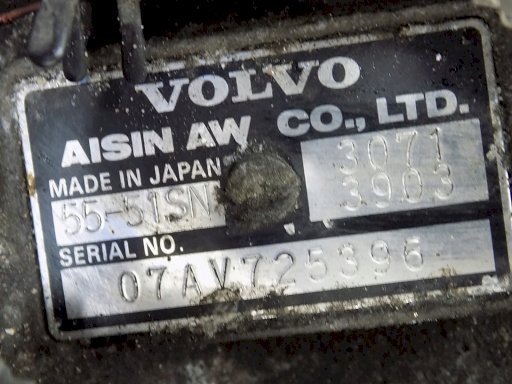 VOLVO
AISIN AW CO., LTD.
MADE IN JAPAN
3071
55-51SN
3903
SERIAL NO.
07AV725396